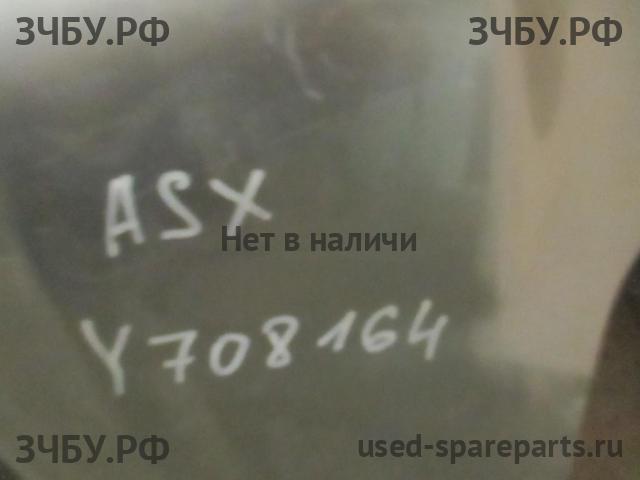 ЗЧБУ.РФ ЗЧБУ.РФ
ASX
Нет в наличи
Y708164
ЗЧБУ.РФ used-spareparts.ru